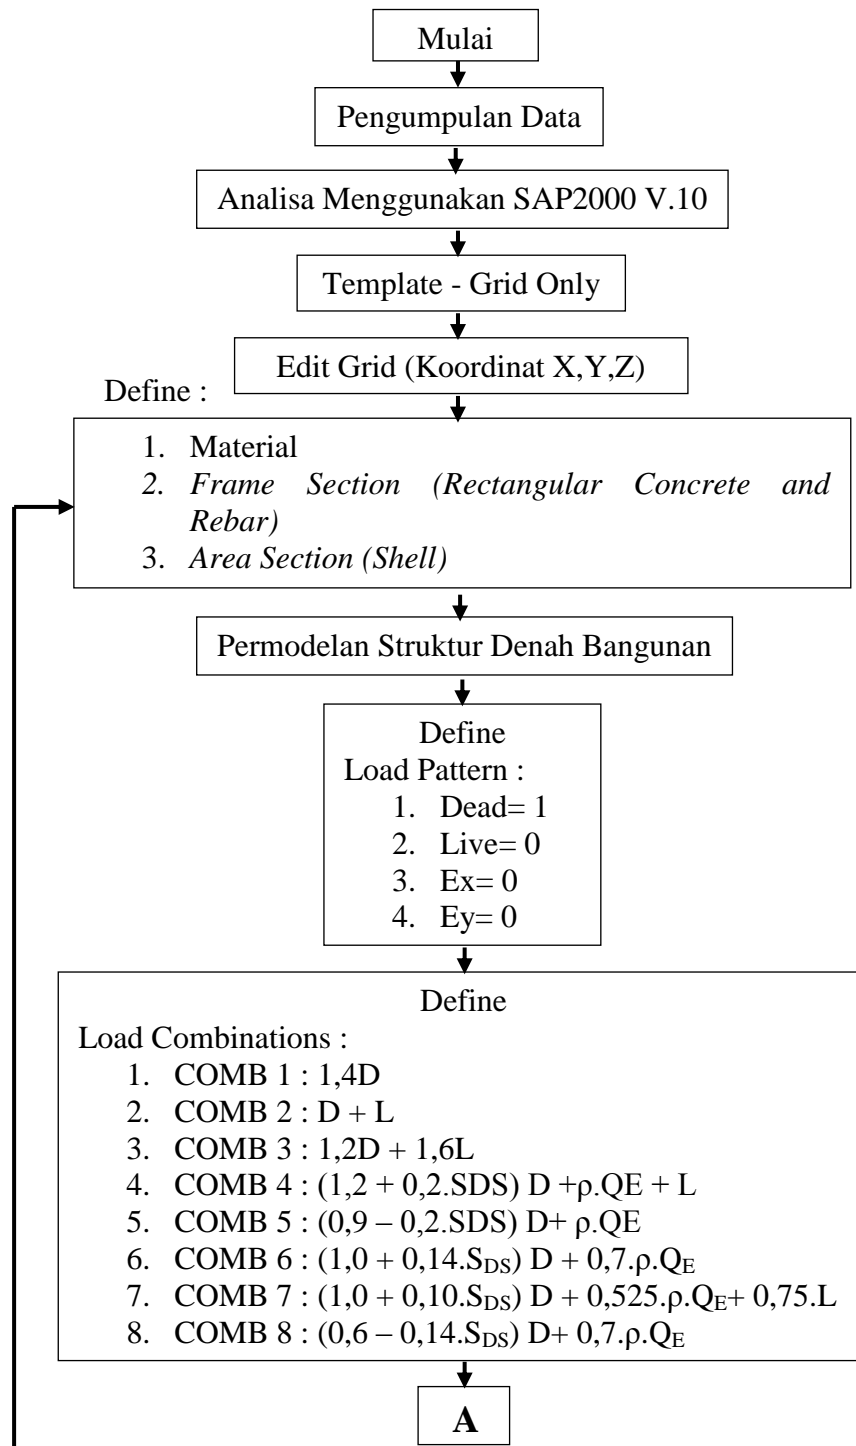 Mulai
Pengumpulan Data
Analisa Menggunakan SAP2000 V.10
Template - Grid Only
Edit Grid (Koordinat X,Y,Z)
Define :
1. Material
2. Frame Section (Rectangular Concrete and
Rebar)
3. Area Section (Shell)
Permodelan Struktur Denah Bangunan
Define
Load Pattern :
1. Dead= 1
2. Live= 0
3. Ex= 0
4. Ey= 0
Define
Load Combinations :
1. COMB 1 : 1,4D
2. COMB 2 : D + L
3. COMB 3 : 1,2D + 1,6L
4. COMB 4 : (1,2 + 0,2.SDS) D +ρ.QE + L
5. COMB 5 : (0,9 – 0,2.SDS) D+ ρ.QE
6. COMB 6 : (1,0 + 0,14.SDS) D + 0,7.ρ.QE
7. COMB 7 : (1,0 + 0,10.SDS) D + 0,525.ρ.QE+ 0,75.L
8. COMB 8 : (0,6 – 0,14.SDS) D+ 0,7.ρ.QE
A